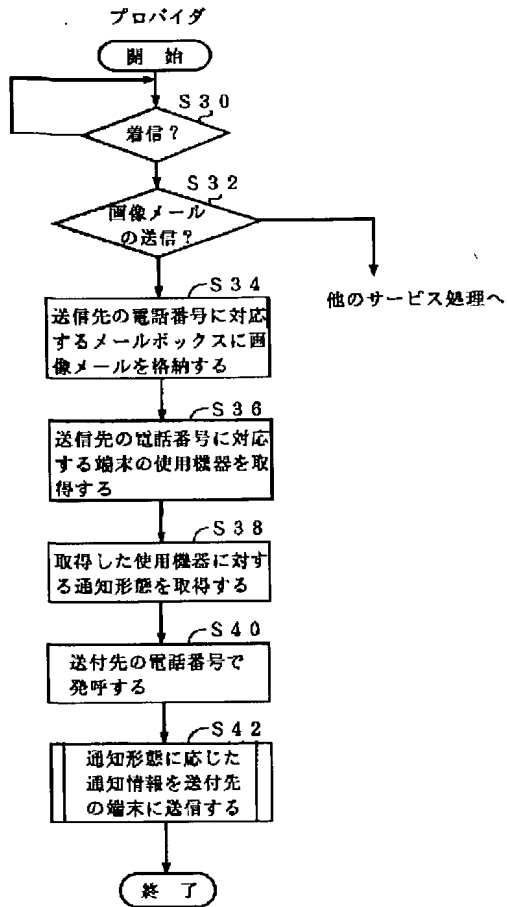 プロバイダ
開 始
S30
着信？
S32
画像メール
の送信？
他のサービス処理へ
S34
送信先の電話番号に対応
するメールボックスに画
像メールを格納する
S36
送信先の電話番号に対応
する端末の使用機器を取
得する
S38
取得した使用機器に対す
る通知形態を取得する
S40
送付先の電話番号で
発呼する
S42
通知形態に応じた
通知情報を送付先
の端末に送信する
終 了